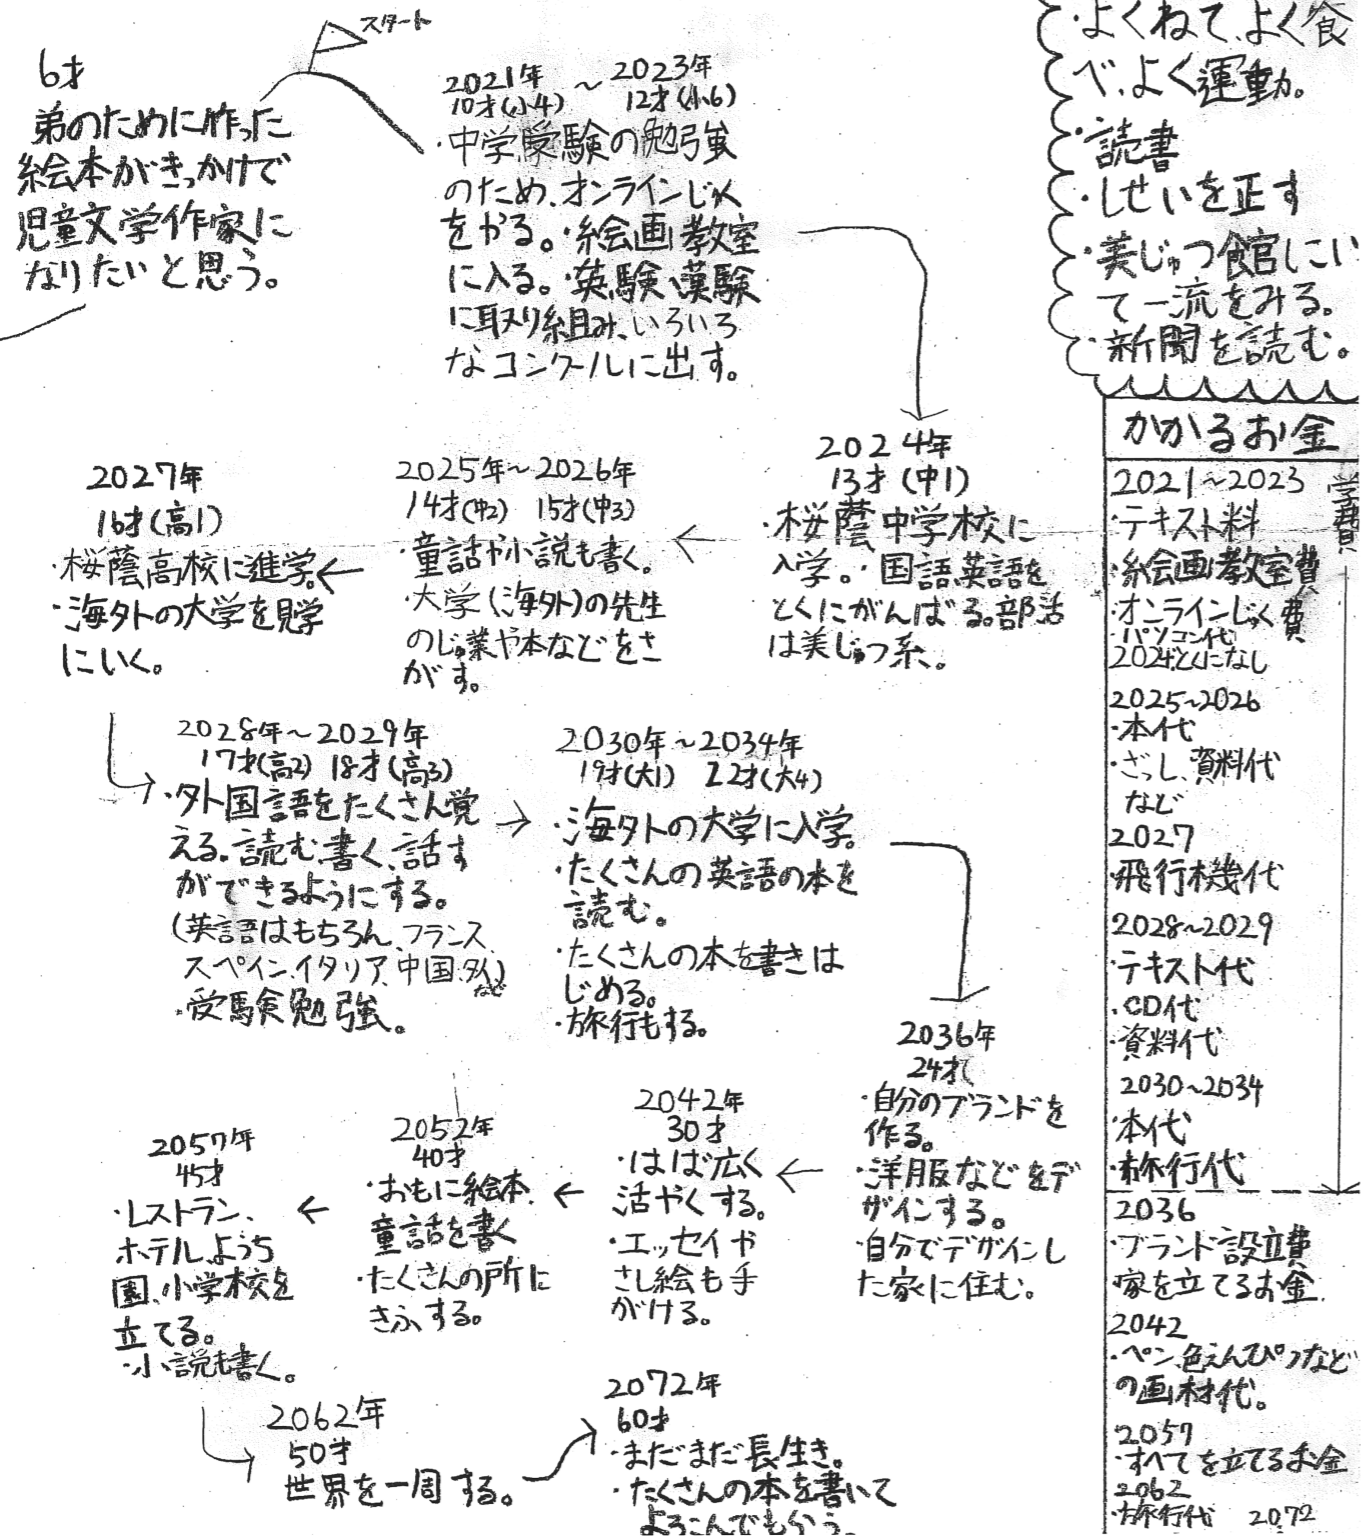 スタート
6才
弟のために作った
絵本がきっかけで
児童文学作家に
なりたいと思う。
2021年 ～ 2023年
10才(小4) 12才(小6)
・中学受験の勉強
のため、オンラインじゅく
をやる。・絵画教室
に入る。・英験、漢験
に取り組み、いろいろ
なコンクールに出す。
2024年
13才(中1)
・桜蔭中学校に
入学。・国語、英語を
とくにがんばる。部活
は美じゅつ系、。
2025年～2026年
14才(中2) 15才(中3)
・童話や小説も書く。
・大学(海外)の先生
のじゅ業や本などをさ
がす。
2027年
16才(高1)
・桜蔭高校に進学。
・海外の大学を見学
にいく。
2028年～2029年
17才(高2) 18才(高3)
・外国語をたくさん覚
える。読む、書く、話す
ができるようにする。
(英語はもちろん、フランス、
スペイン、イタリア、中国
など)
・受験勉強。
2030年～2034年
19才(大1) 22才(大4)
・海外の大学に入学。
・たくさんの英語の本を
読む。
・たくさんの本を書きは
じめる。
・旅行もする。
2036年
24才
・自分のブランドを
作る。
・洋服などをデ
ザインする。
・自分でデザインし
た家に住む。
2042年
30才
・はば広く
活やくする。
・エッセイや
さし絵も手
がける。
2052年
40才
・おもに絵本、
童話を書く
・たくさんの所に
きふする。
2057年
45才
・レストラン、
ホテル、ようち
園、小学校を
立てる。
・小説も書く。
2062年
50才
世界を一周する。
2072年
60才
・まだまだ長生き。
・たくさんの本を書いて
よろこんでもらう。
・よくねて、よく食
べ、よく運動。
・読書
・しせいを正す
・美じゅつ館にい
て一流をみる。
・新聞を読む。
かかるお金
学費
2021～2023
・テキスト料
・絵画教室費
・オンラインじゅく費
・パソコン代
2024:とくになし
2025～2026
・本代
・ざっし、資料代
など
2027
・飛行機代
2028～2029
・テキスト代
・CD代
・資料代
2030～2034
・本代
・旅行代
2036
・ブランド設立費
家を立てるお金
2042
・ペン、色えんぴつなど
の画材代。
2057
・すべてを立てるお金
2062
・旅行代 2072